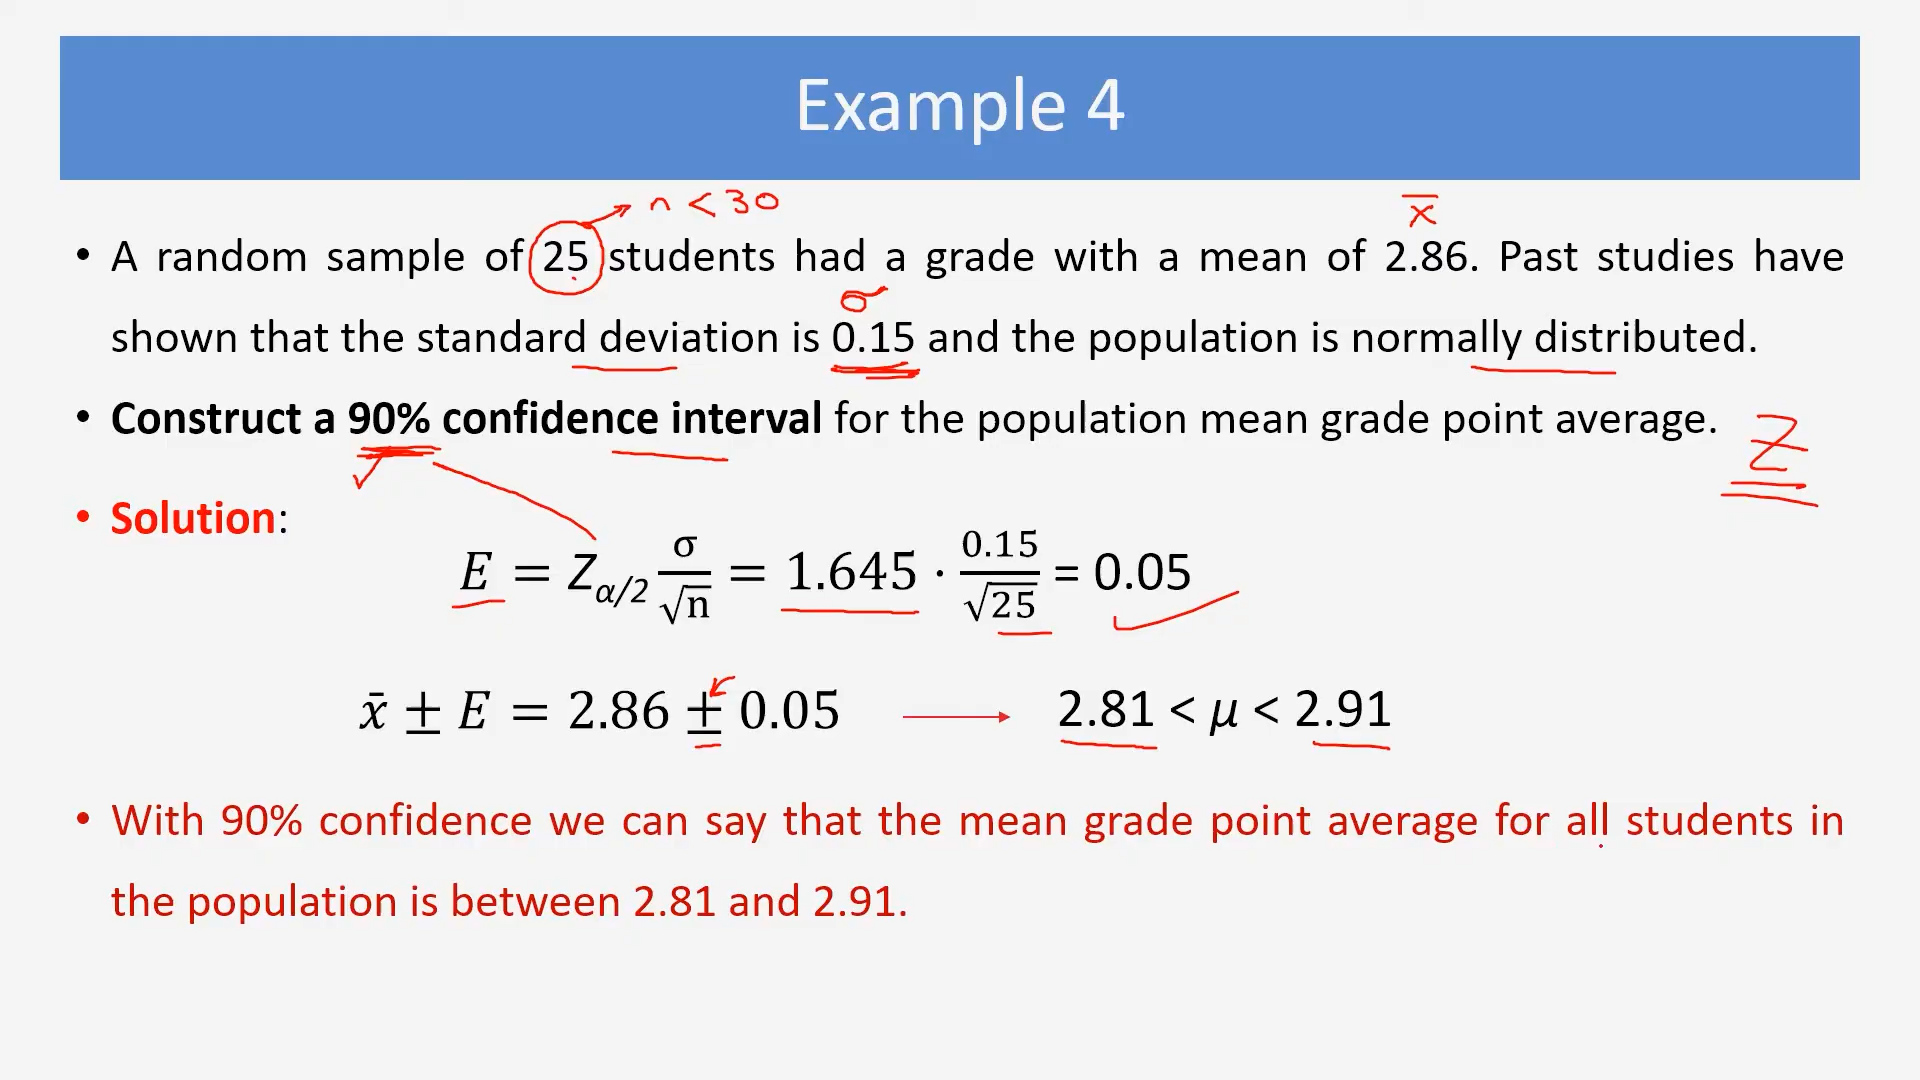 Example 4
n < 30
x̅
• A random sample of 25 students had a grade with a mean of 2.86. Past studies have
σ
shown that the standard deviation is 0.15 and the population is normally distributed.
• Construct a 90% confidence interval for the population mean grade point average.
Z
• Solution:
E = Z_{α/2} σ/√n = 1.645 · 0.15/√25 = 0.05
x̄ ± E = 2.86 ± 0.05 → 2.81 < μ < 2.91
• With 90% confidence we can say that the mean grade point average for all students in
the population is between 2.81 and 2.91.